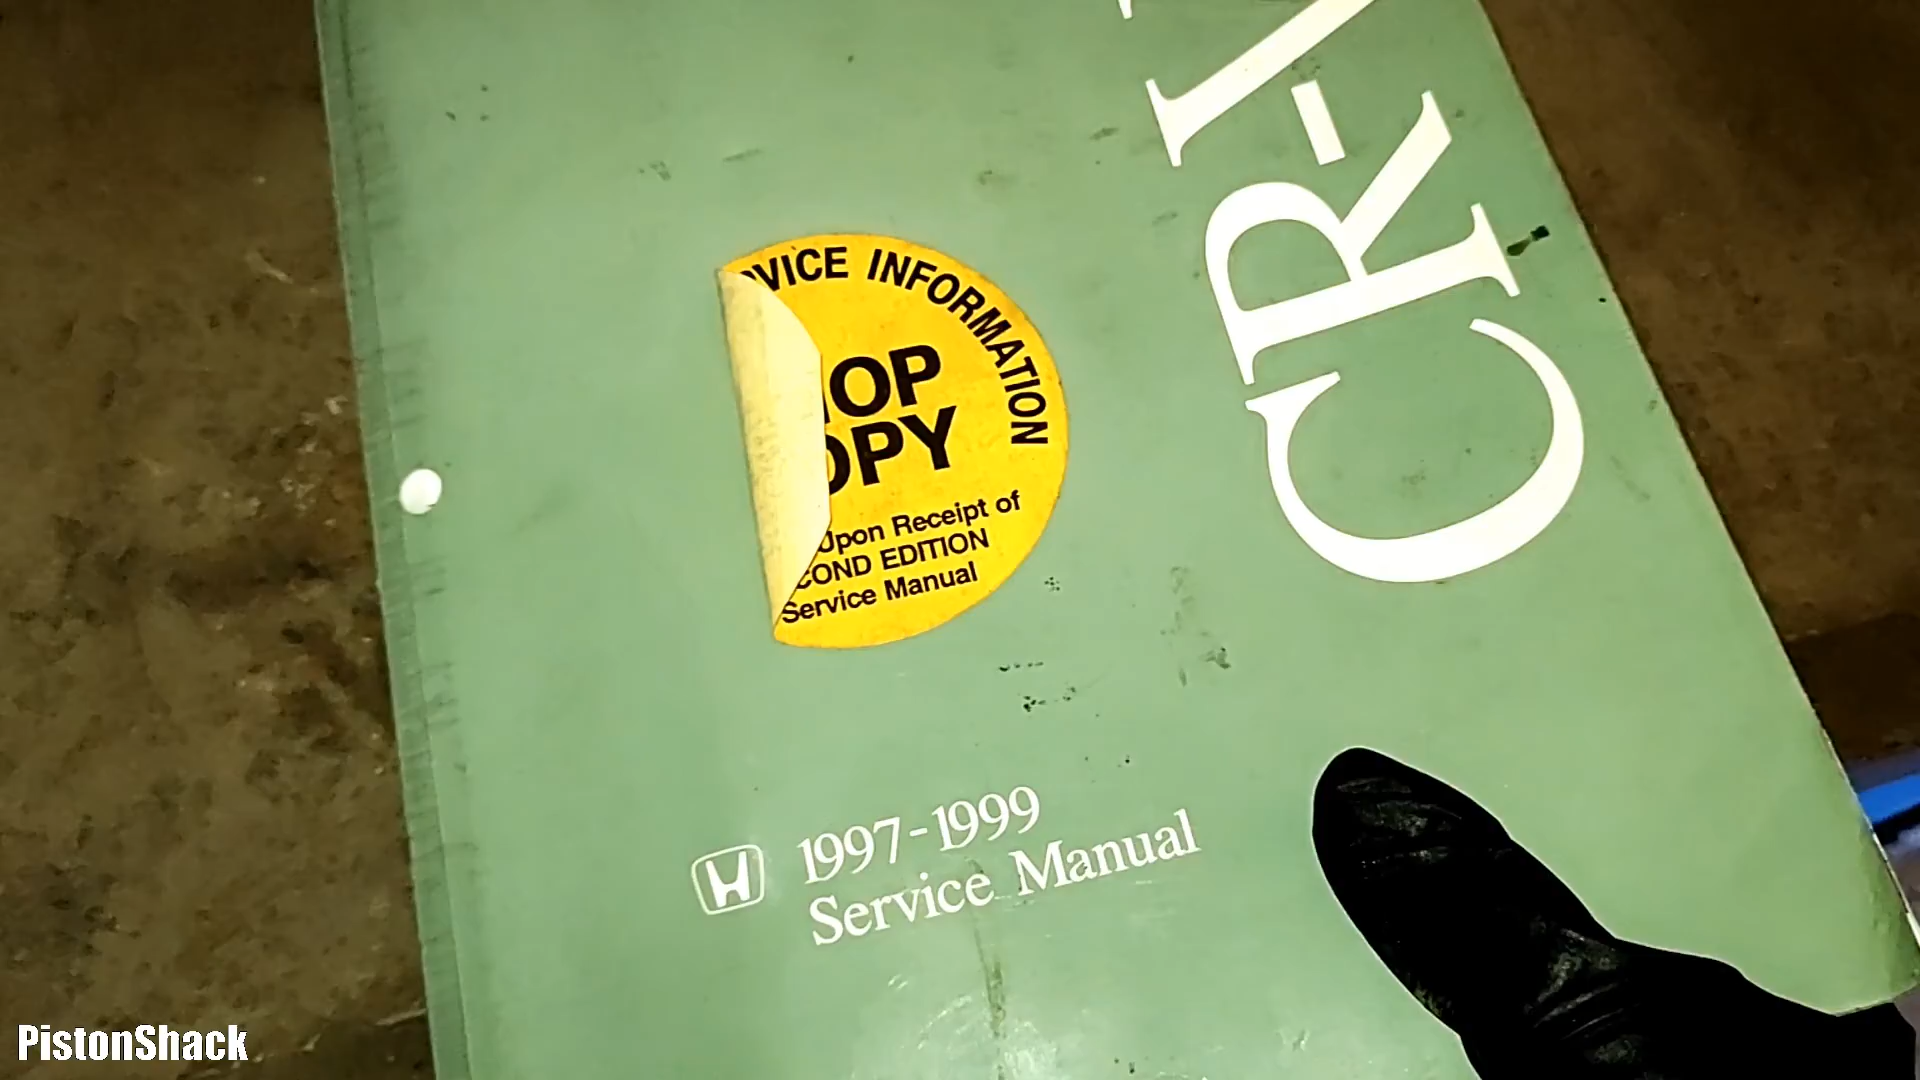 CR-V
VICE INFORMATION
OP
OPY
Upon Receipt of
COND EDITION
Service Manual
1997-1999
Service Manual
PistonShack